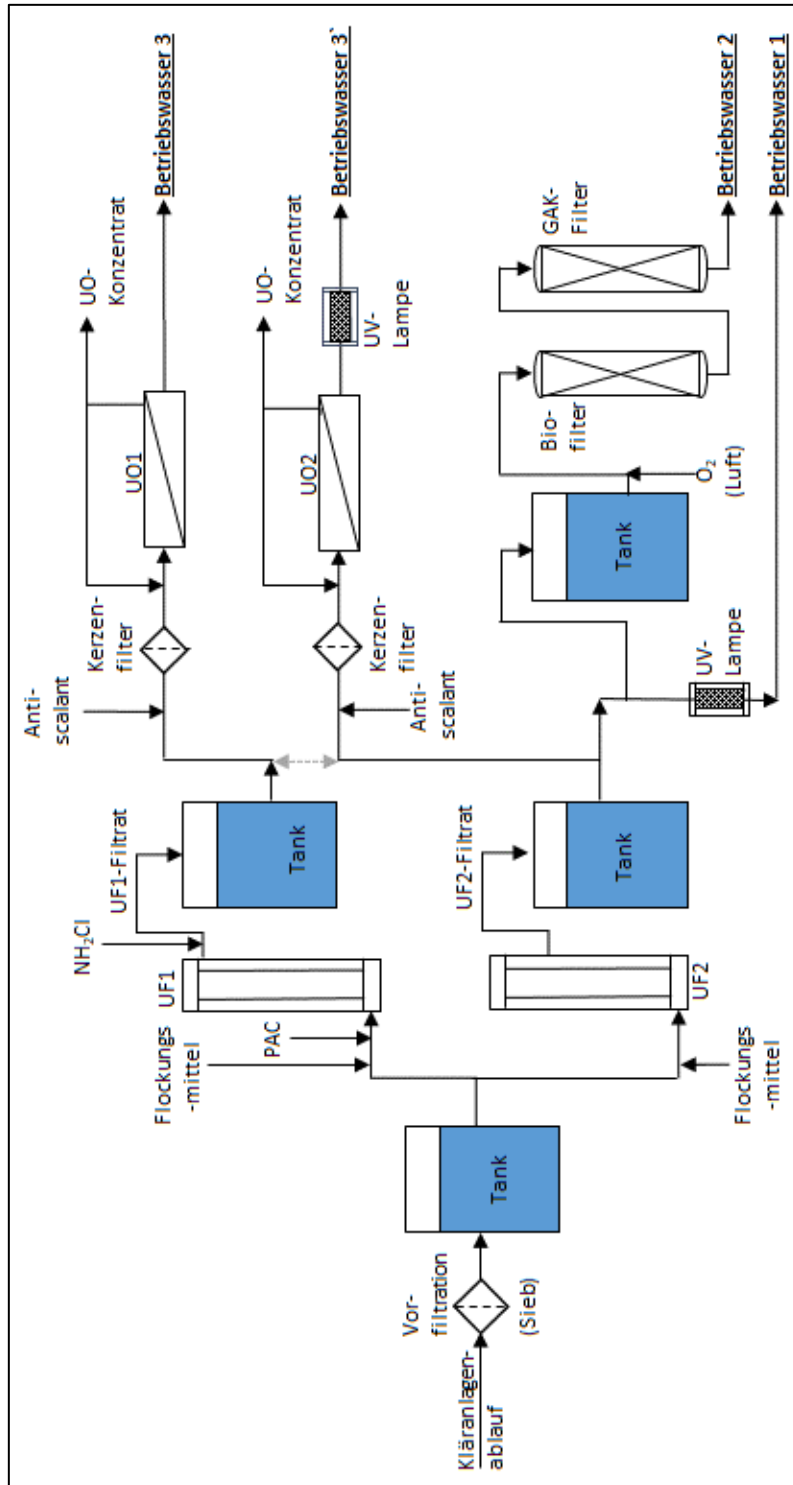 Kläranlagen-
ablauf
Vor-
filtration
(Sieb)
Tank
Flockungs
-mittel
PAC
UF1
NH₂Cl
UF1-Filtrat
Tank
Anti-
scalant
Kerzen-
filter
UO1
UO-
Konzentrat
Betriebswasser 3
Anti-
scalant
Kerzen-
filter
UO2
UO-
Konzentrat
UV-
Lampe
Betriebswasser 3`
Flockungs
-mittel
UF2
UF2-Filtrat
Tank
UV-
Lampe
Tank
O₂
(Luft)
Bio-
filter
GAK-
Filter
Betriebswasser 2
Betriebswasser 1